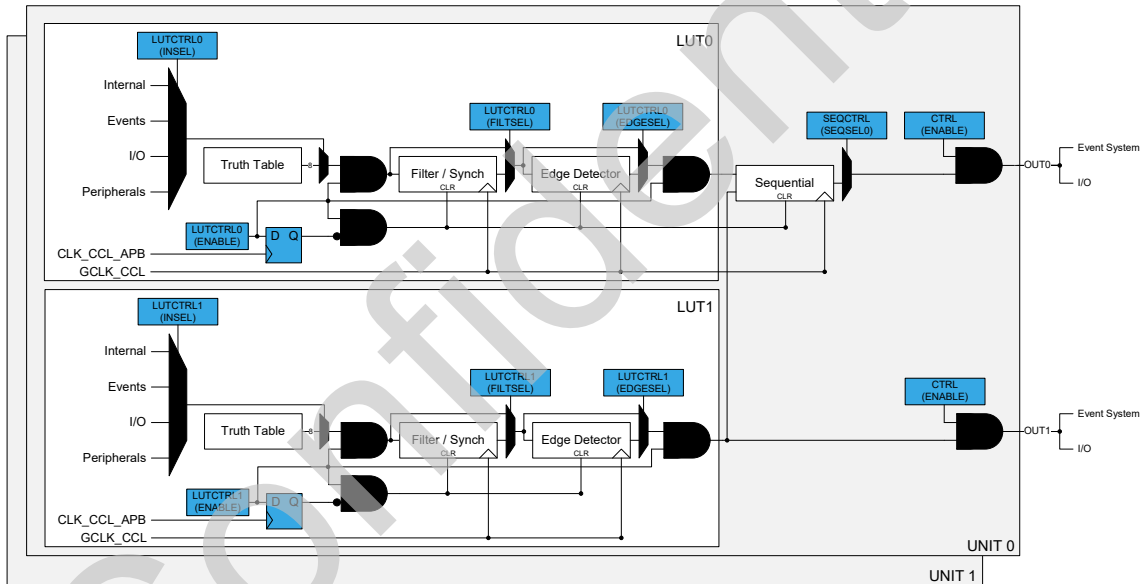 LUTCTRL0
(INSEL)
LUT0
Internal
Events
I/O
Peripherals
Truth Table
8
LUTCTRL0
(FILTSEL)
LUTCTRL0
(EDGESEL)
Filter / Synch
CLR
Edge Detector
CLR
SEQCTRL
(SEQSEL0)
Sequential
CLR
CTRL
(ENABLE)
OUT0
Event System
I/O
LUTCTRL0
(ENABLE)
D Q
CLK_CCL_APB
GCLK_CCL
LUTCTRL1
(INSEL)
LUT1
Internal
Events
I/O
Peripherals
Truth Table
8
LUTCTRL1
(FILTSEL)
LUTCTRL1
(EDGESEL)
Filter / Synch
CLR
Edge Detector
CLR
CTRL
(ENABLE)
OUT1
Event System
I/O
LUTCTRL1
(ENABLE)
D Q
CLK_CCL_APB
GCLK_CCL
UNIT 0
UNIT 1
onfident